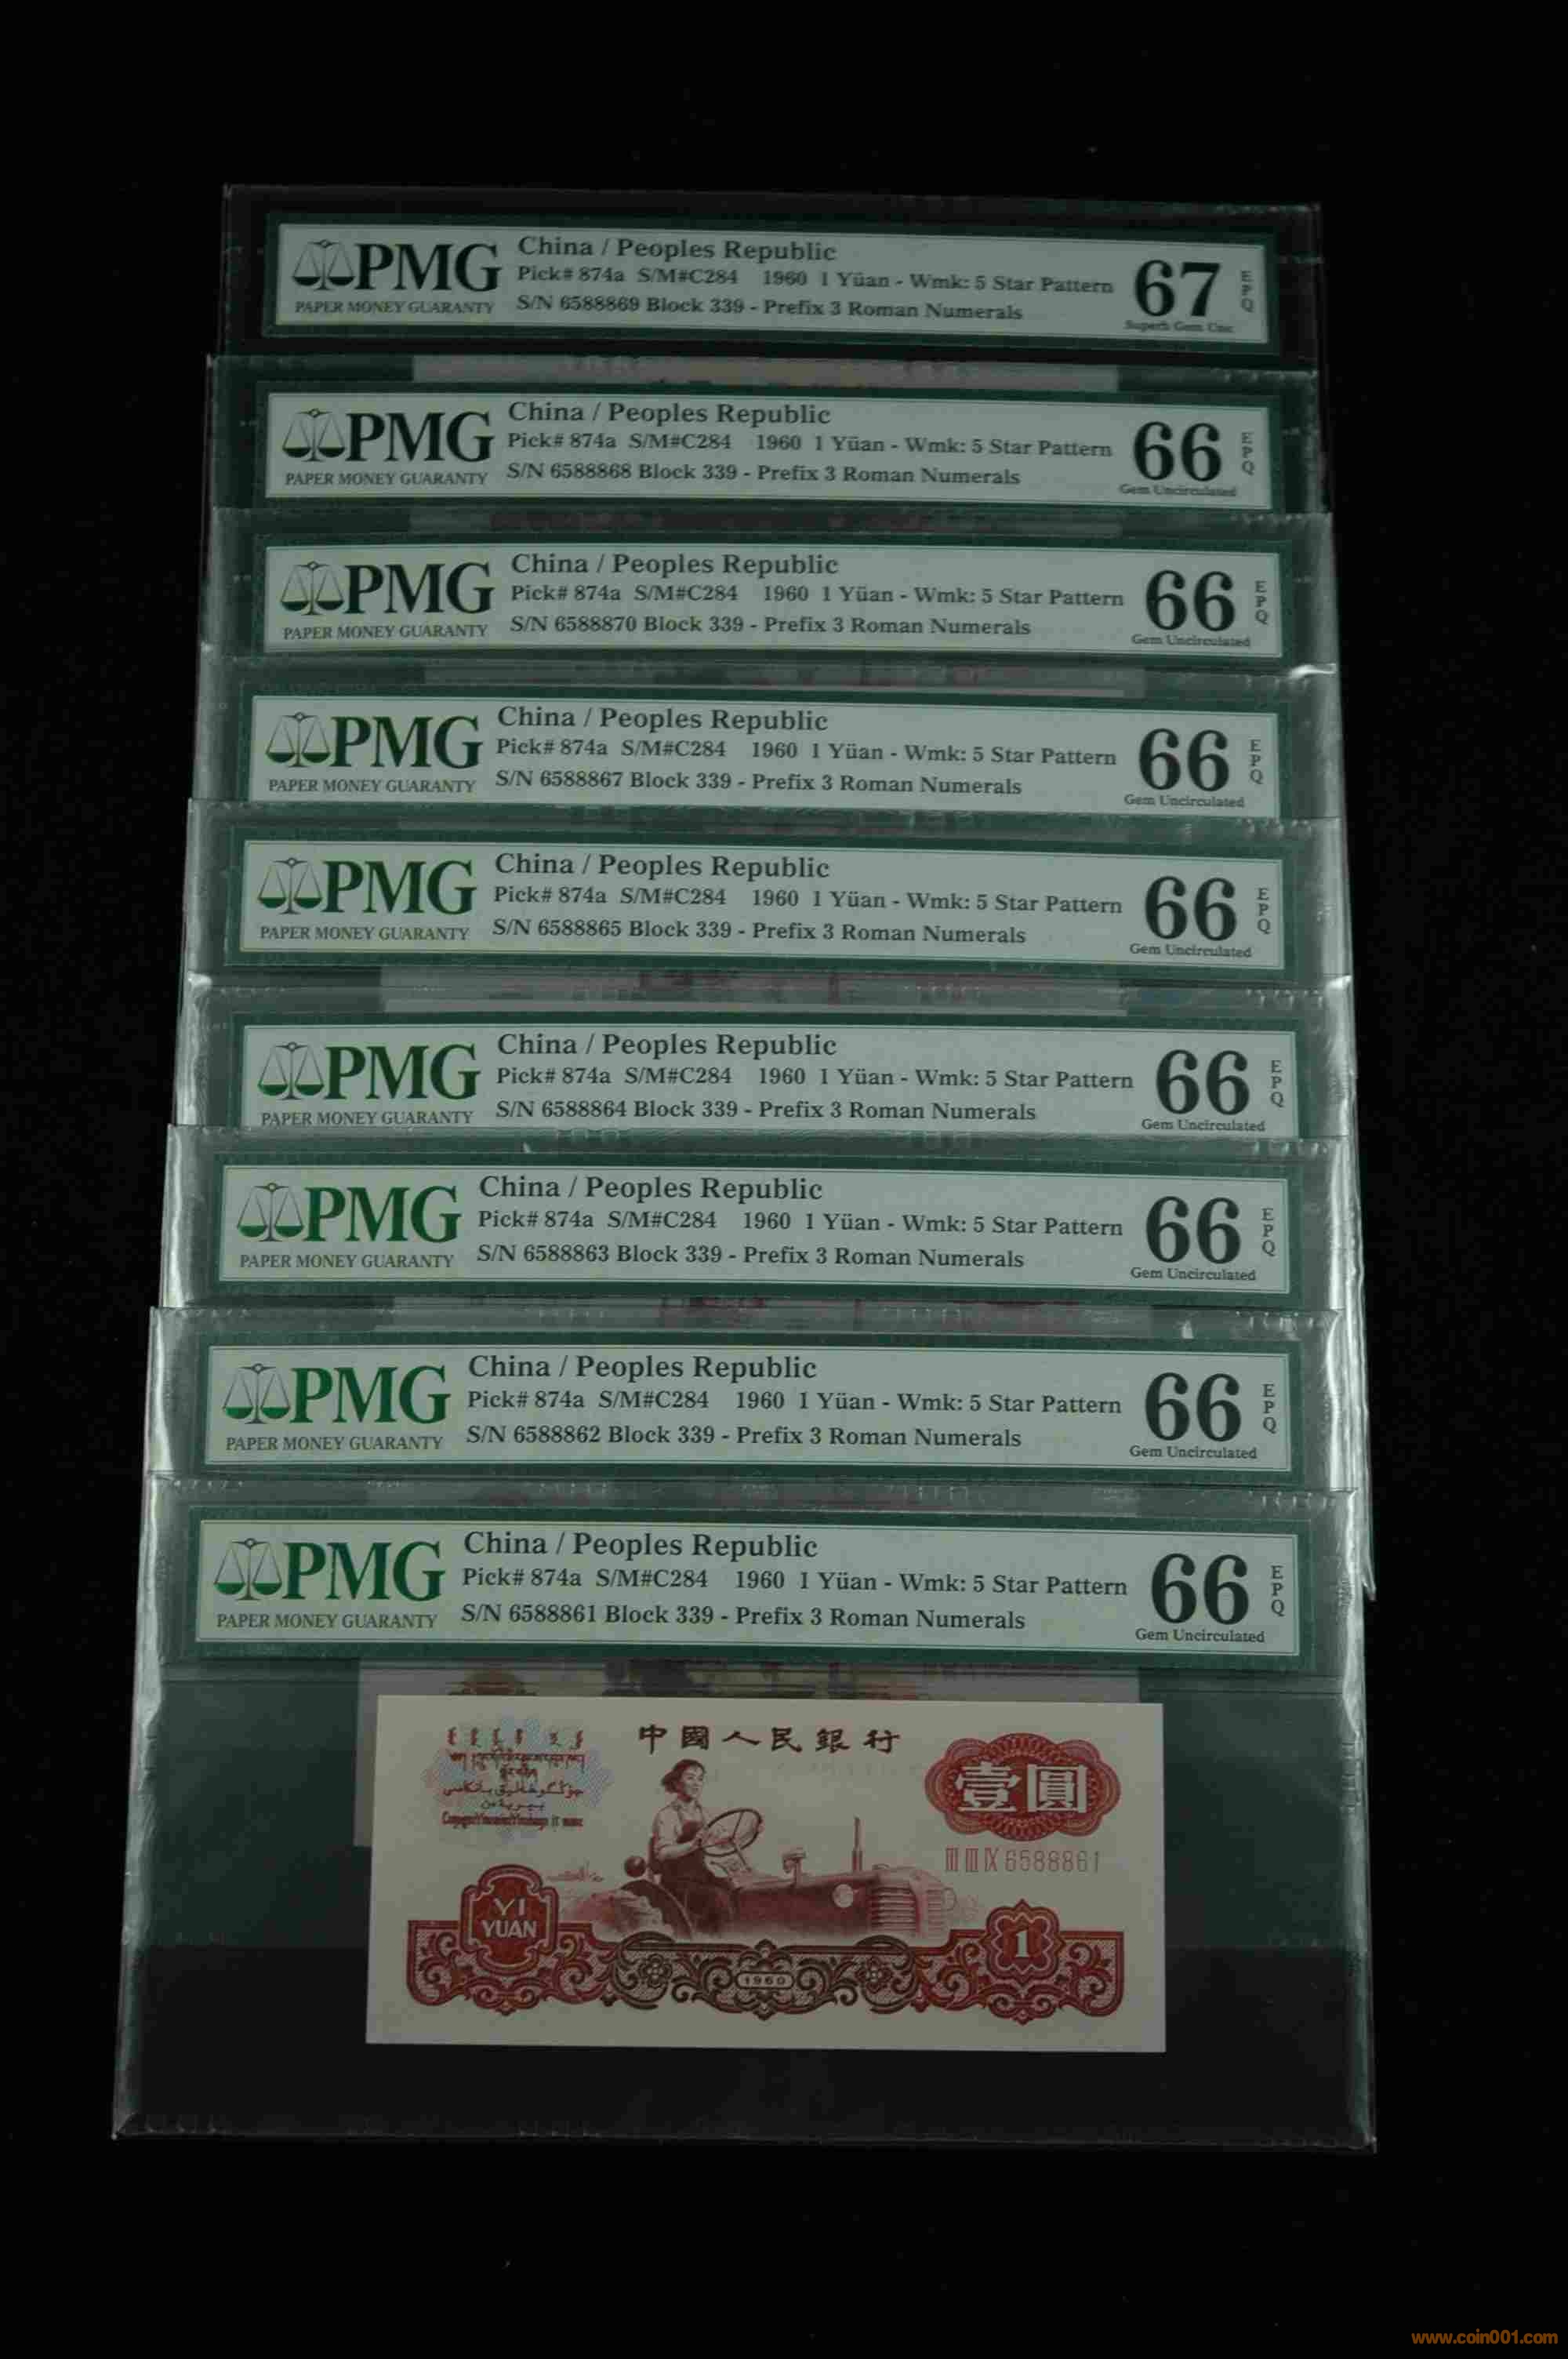 PMG
PAPER MONEY GUARANTY
China / Peoples Republic
Pick# 874a S/M#C284 1960 1 Yüan - Wmk: 5 Star Pattern
S/N 6588869 Block 339 - Prefix 3 Roman Numerals
67
EPQ
Superb Gem Unc
PMG
PAPER MONEY GUARANTY
China / Peoples Republic
Pick# 874a S/M#C284 1960 1 Yüan - Wmk: 5 Star Pattern
S/N 6588868 Block 339 - Prefix 3 Roman Numerals
66
EPQ
Gem Uncirculated
PMG
PAPER MONEY GUARANTY
China / Peoples Republic
Pick# 874a S/M#C284 1960 1 Yüan - Wmk: 5 Star Pattern
S/N 6588870 Block 339 - Prefix 3 Roman Numerals
66
EPQ
Gem Uncirculated
PMG
PAPER MONEY GUARANTY
China / Peoples Republic
Pick# 874a S/M#C284 1960 1 Yüan - Wmk: 5 Star Pattern
S/N 6588867 Block 339 - Prefix 3 Roman Numerals
66
EPQ
Gem Uncirculated
PMG
PAPER MONEY GUARANTY
China / Peoples Republic
Pick# 874a S/M#C284 1960 1 Yüan - Wmk: 5 Star Pattern
S/N 6588865 Block 339 - Prefix 3 Roman Numerals
66
EPQ
Gem Uncirculated
PMG
PAPER MONEY GUARANTY
China / Peoples Republic
Pick# 874a S/M#C284 1960 1 Yüan - Wmk: 5 Star Pattern
S/N 6588864 Block 339 - Prefix 3 Roman Numerals
66
EPQ
Gem Uncirculated
PMG
PAPER MONEY GUARANTY
China / Peoples Republic
Pick# 874a S/M#C284 1960 1 Yüan - Wmk: 5 Star Pattern
S/N 6588863 Block 339 - Prefix 3 Roman Numerals
66
EPQ
Gem Uncirculated
PMG
PAPER MONEY GUARANTY
China / Peoples Republic
Pick# 874a S/M#C284 1960 1 Yüan - Wmk: 5 Star Pattern
S/N 6588862 Block 339 - Prefix 3 Roman Numerals
66
EPQ
Gem Uncirculated
PMG
PAPER MONEY GUARANTY
China / Peoples Republic
Pick# 874a S/M#C284 1960 1 Yüan - Wmk: 5 Star Pattern
S/N 6588861 Block 339 - Prefix 3 Roman Numerals
66
EPQ
Gem Uncirculated
中國人民銀行
壹圓
III III IX 6588861
YI
YUAN
1
1960
www.coin001.com